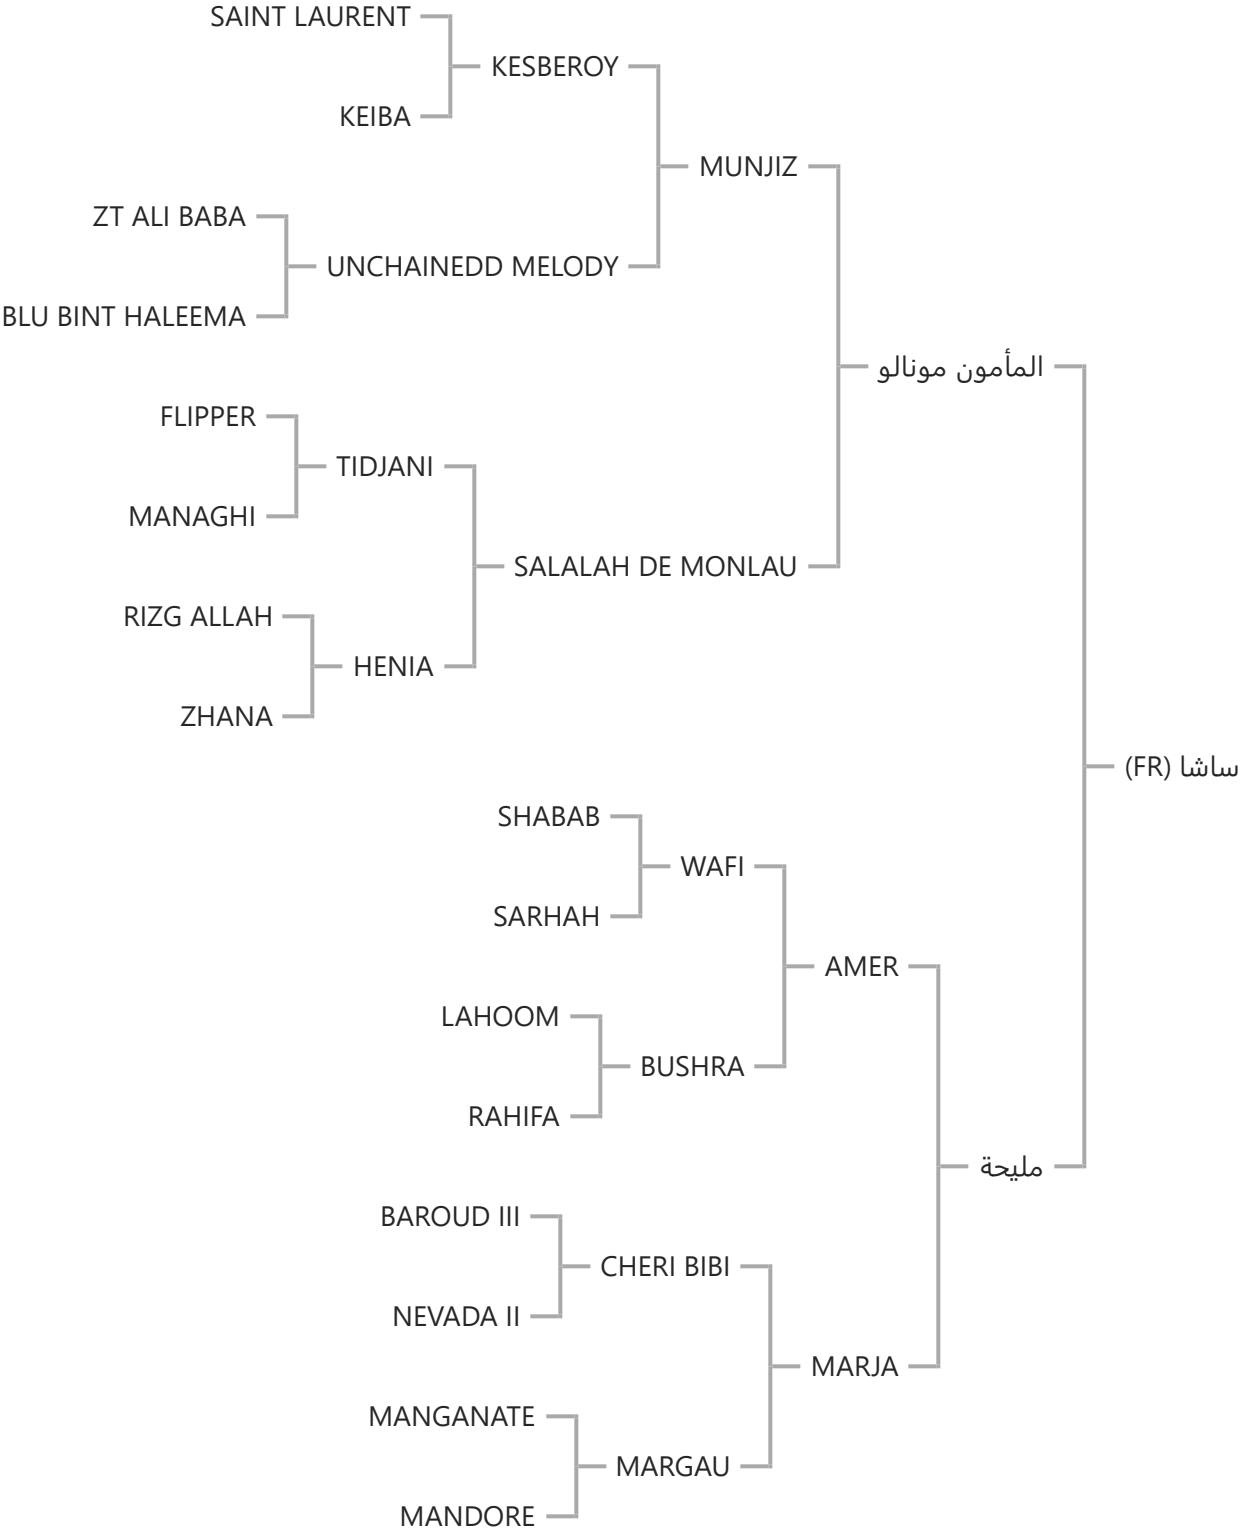 SAINT LAURENT
KESBEROY
KEIBA
MUNJIZ
ZT ALI BABA
UNCHAINEDD MELODY
BLU BINT HALEEMA
المأمون مونالو
FLIPPER
TIDJANI
MANAGHI
SALALAH DE MONLAU
RIZG ALLAH
HENIA
ZHANA
ساشا (FR)
SHABAB
WAFI
SARHAH
AMER
LAHOOM
BUSHRA
RAHIFA
مليحة
BAROUD III
CHERI BIBI
NEVADA II
MARJA
MANGANATE
MARGAU
MANDORE